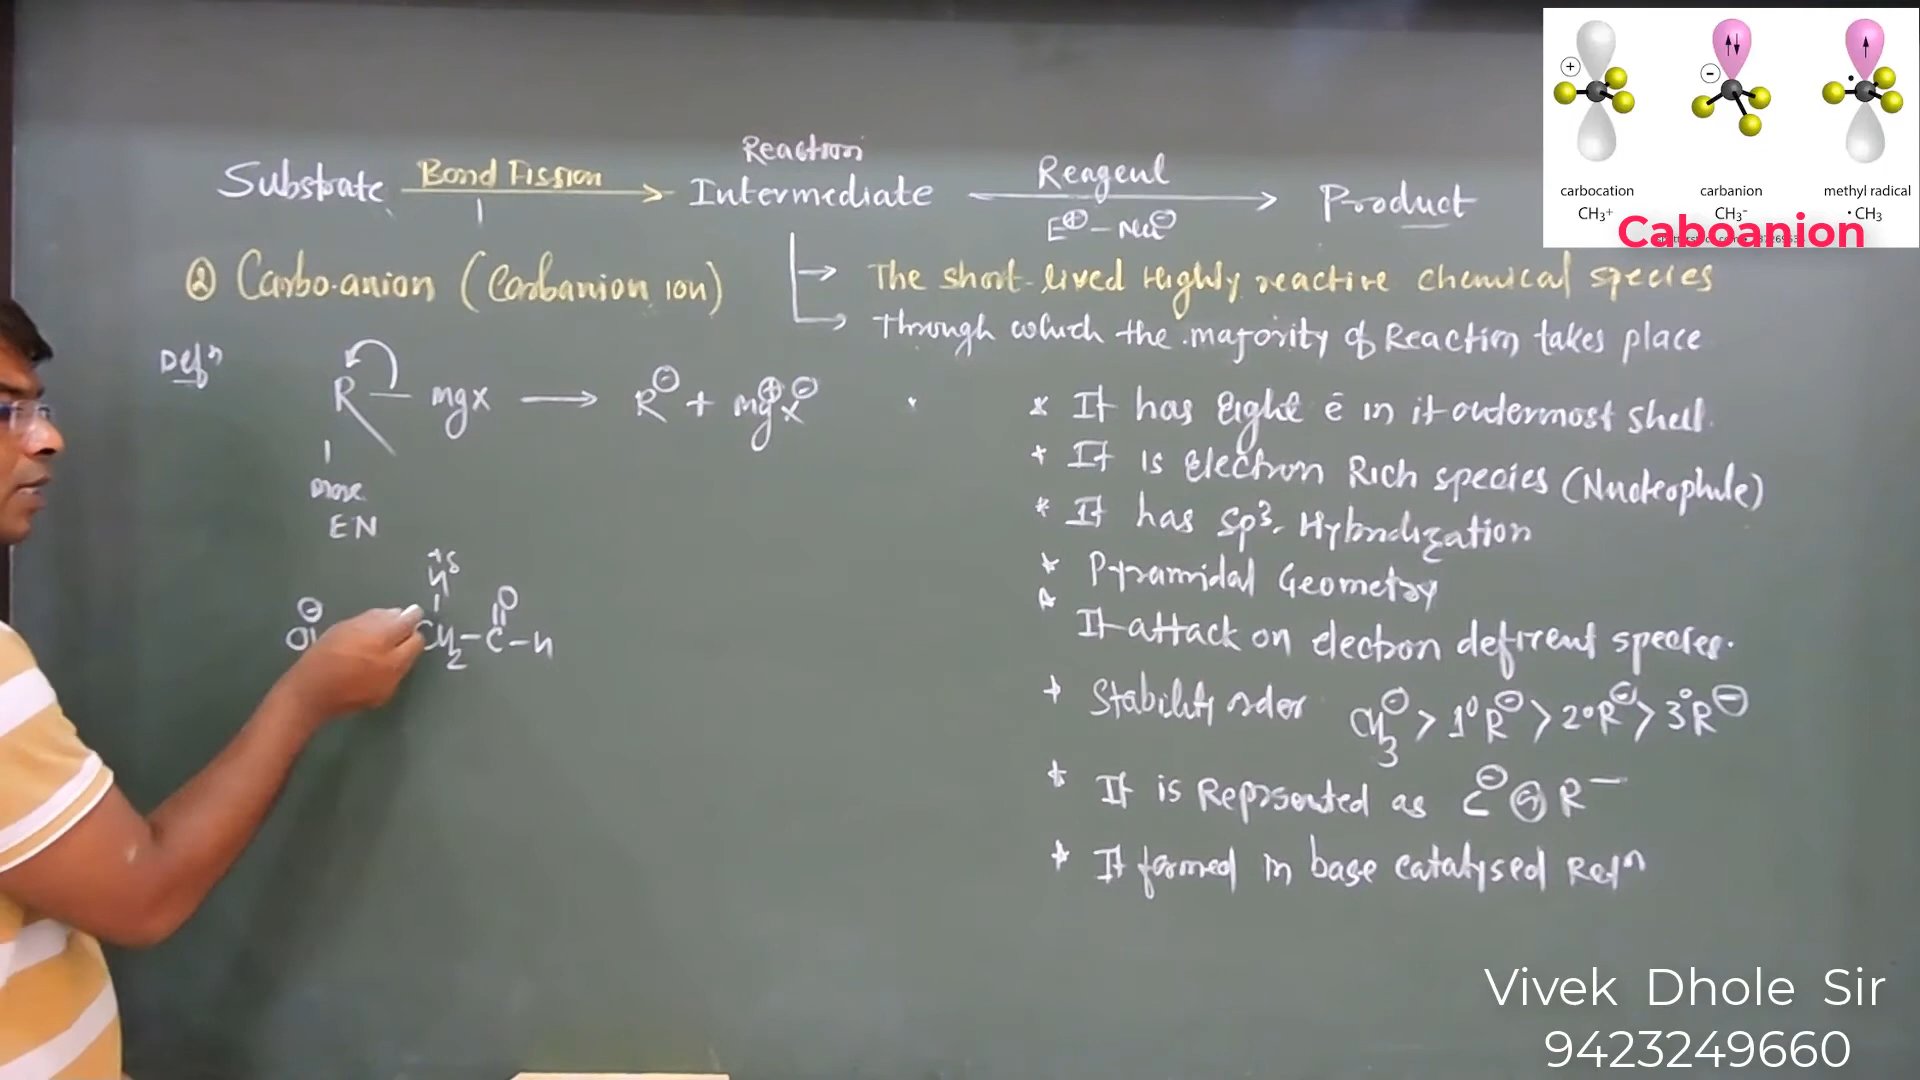 carbocation carbanion methyl radical
CH₃⁺ CH₃⁻ •CH₃
Caboanion
Reaction
Substrate Bond Fission → Intermediate Reagent → Product
E⊕ – Nu⊖
② Carbo.anion (Carbanion ion)
→ The short-lived Highly reactive chemical species
→ Through which the majority of Reaction takes place
Defⁿ
R — mgx → R⊖ + mg⊕x⊖
more
EN
+δ
H
CH₂ – C – H
O
⊖
* It has Eight ē in it outermost shell.
* It is Electron Rich species (Nucleophile)
* It has sp³. Hybridization
* Pyramidal Geometry
* It attack on electron deficient species.
* Stability order CH₃⊖ > 1°R⊖ > 2°R⊖ > 3°R⊖
* It is Represented as C⊖ or R⁻
* It formed in base catalysed Rexⁿ
Vivek Dhole Sir
9423249660